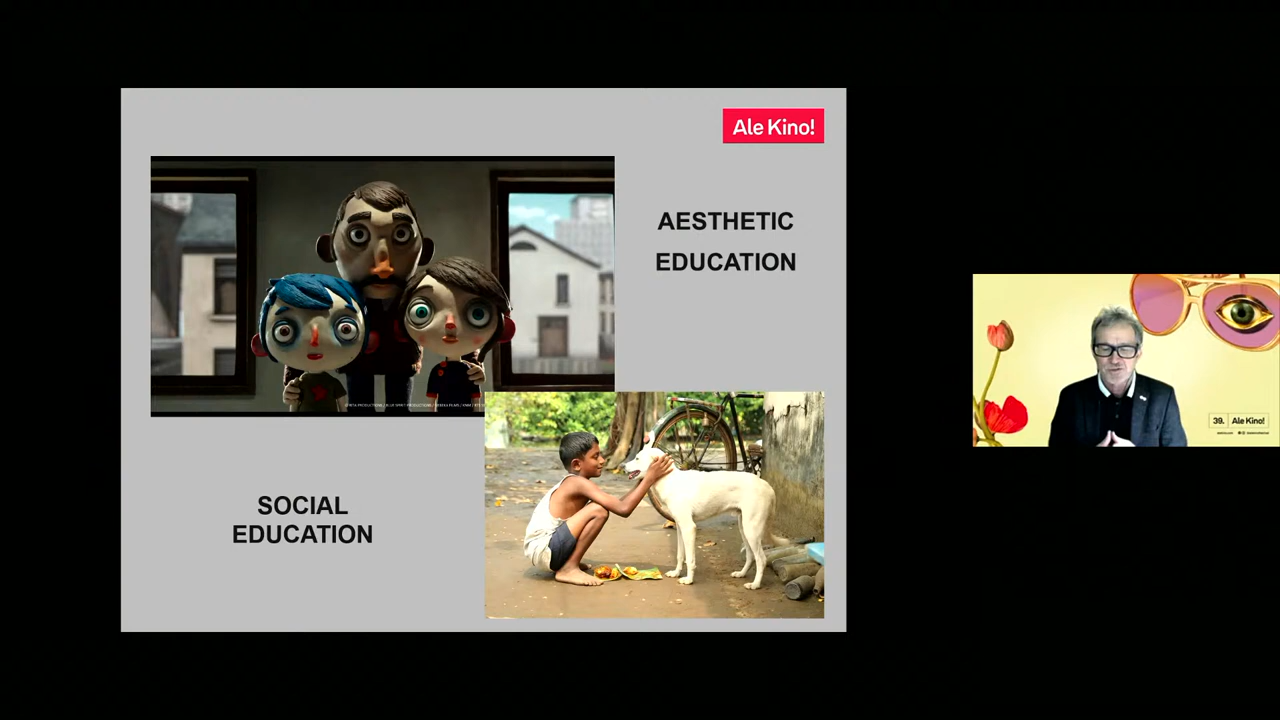 Ale Kino!
AESTHETIC
EDUCATION
SOCIAL
EDUCATION
39. Ale Kino!